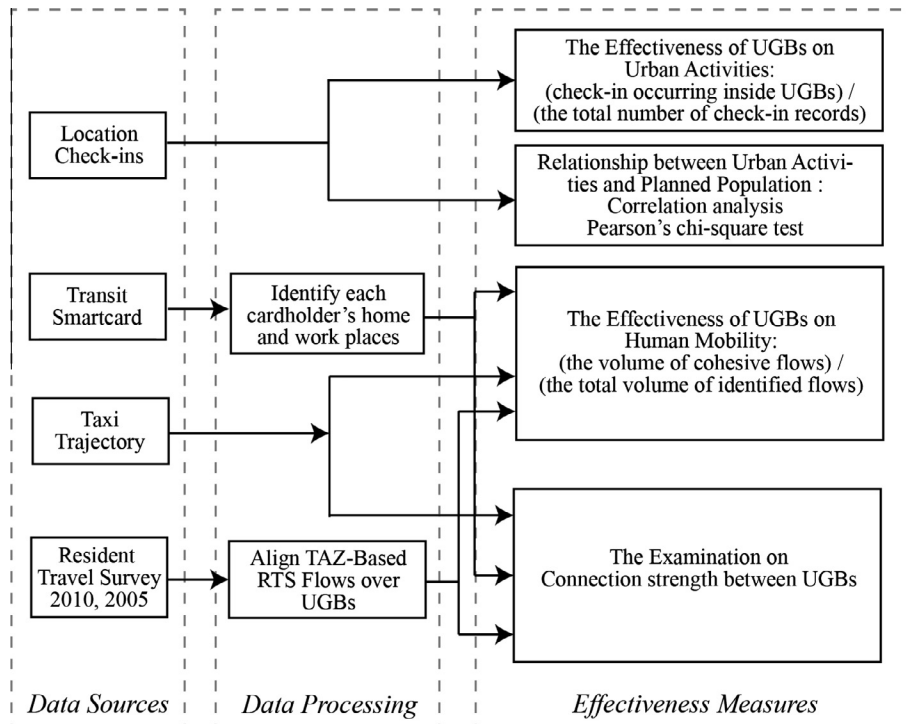 The Effectiveness of UGBs on
Urban Activities:
(check-in occurring inside UGBs) /
(the total number of check-in records)
Location
Check-ins
Relationship between Urban Activi-
ties and Planned Population :
Correlation analysis
Pearson's chi-square test
Transit
Smartcard
Identify each
cardholder's home
and work places
The Effectiveness of UGBs on
Human Mobility:
(the volume of cohesive flows) /
(the total volume of identified flows)
Taxi
Trajectory
Resident
Travel Survey
2010, 2005
Align TAZ-Based
RTS Flows over
UGBs
The Examination on
Connection strength between UGBs
Data Sources
Data Processing
Effectiveness Measures